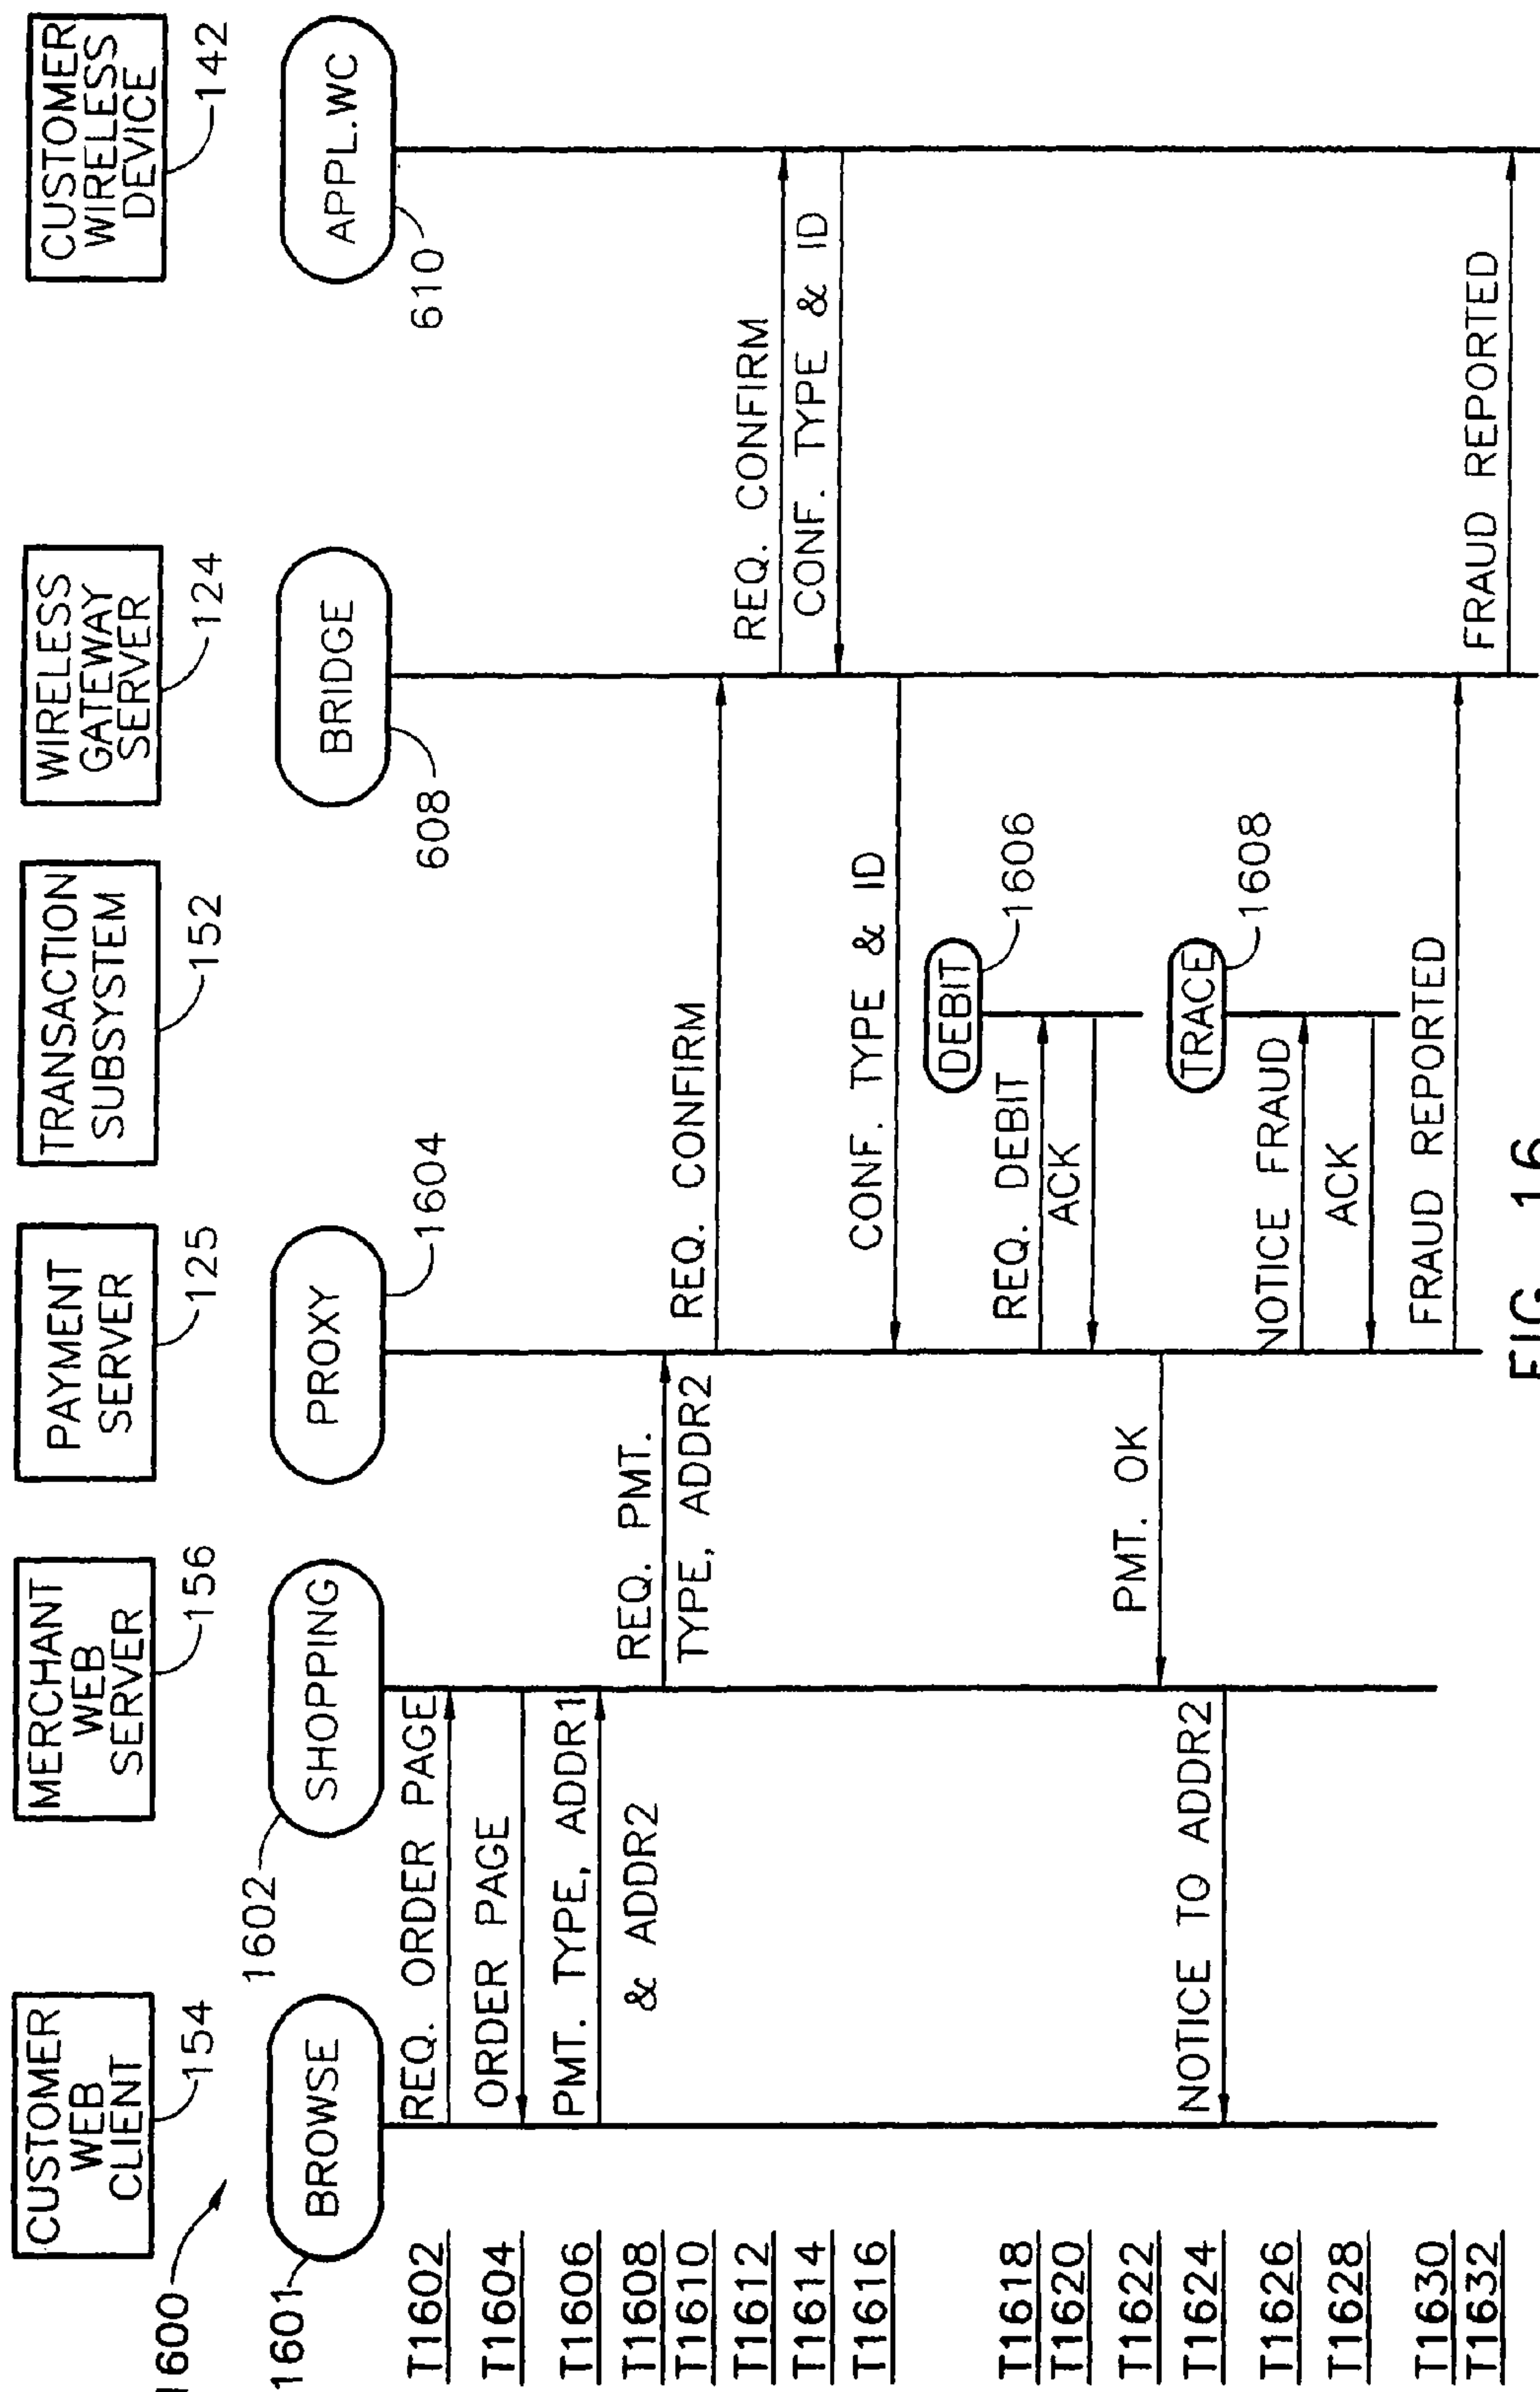 1600
CUSTOMER
WEB
CLIENT
154
MERCHANT
WEB
SERVER
156
PAYMENT
SERVER
125
TRANSACTION
SUBSYSTEM
152
WIRELESS
GATEWAY
SERVER
124
CUSTOMER
WIRELESS
DEVICE
142
1601
BROWSE
1602
SHOPPING
PROXY
1604
BRIDGE
608
APPL.WC
610
T1602
REQ. ORDER PAGE
T1604
ORDER PAGE
T1606
PMT. TYPE, ADDR1
& ADDR2
T1608
REQ. PMT.
TYPE, ADDR2
T1610
REQ. CONFIRM
T1612
REQ. CONFIRM
T1614
CONF. TYPE & ID
T1616
CONF. TYPE & ID
DEBIT
1606
T1618
REQ. DEBIT
T1620
ACK
T1622
PMT. OK
T1624
NOTICE TO ADDR2
TRACE
1608
T1626
NOTICE FRAUD
T1628
ACK
T1630
FRAUD REPORTED
T1632
FRAUD REPORTED
FIG. 16